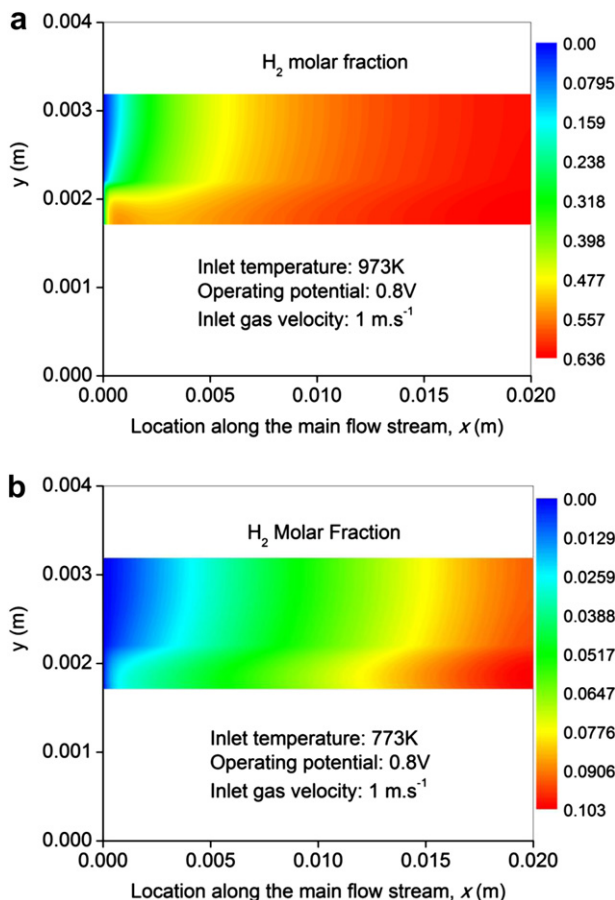 a
0.004
0.003
0.002
0.001
0.000
y (m)
H₂ molar fraction
Inlet temperature: 973K
Operating potential: 0.8V
Inlet gas velocity: 1 m.s⁻¹
0.000 0.005 0.010 0.015 0.020
Location along the main flow stream, x (m)
0.00
0.0795
0.159
0.238
0.318
0.398
0.477
0.557
0.636
b
0.004
0.003
0.002
0.001
0.000
y (m)
H₂ Molar Fraction
Inlet temperature: 773K
Operating potential: 0.8V
Inlet gas velocity: 1 m.s⁻¹
0.000 0.005 0.010 0.015 0.020
Location along the main flow stream, x (m)
0.00
0.0129
0.0259
0.0388
0.0517
0.0647
0.0776
0.0906
0.103